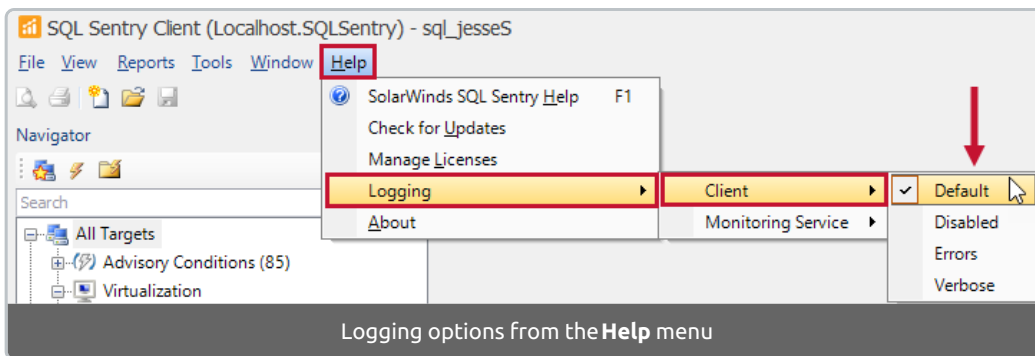 SQL Sentry Client (Localhost.SQLSentry) - sql_jesseS
File View Reports Tools Window Help
SolarWinds SQL Sentry Help F1
Check for Updates
Manage Licenses
Logging
About
Client
Monitoring Service
Default
Disabled
Errors
Verbose
Navigator
Search
All Targets
Advisory Conditions (85)
Virtualization
Logging options from the Help menu